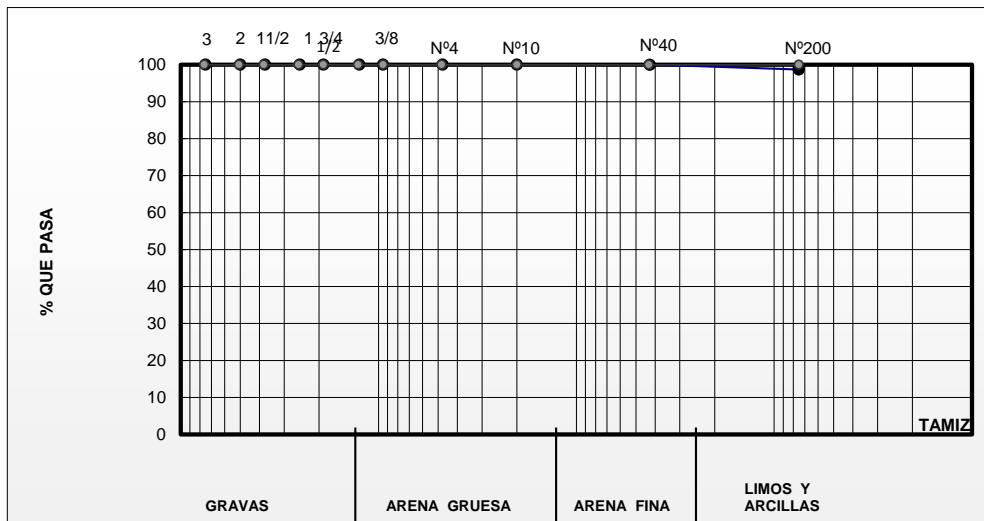 3 2 11/2 1 3/4 3/8
1/2
Nº4 Nº10 Nº40 Nº200
100
90
80
70
60
50
40
30
20
10
0
% QUE PASA
TAMIZ
GRAVAS ARENA GRUESA ARENA FINA LIMOS Y
ARCILLAS